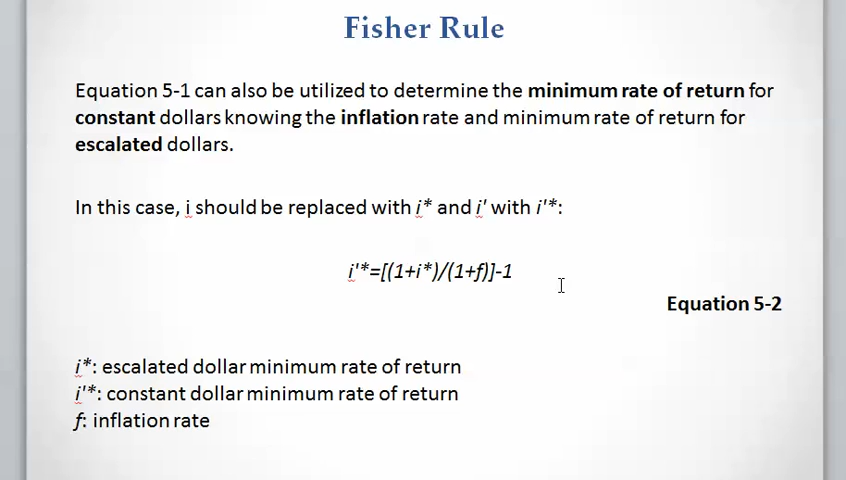 Fisher Rule
Equation 5-1 can also be utilized to determine the minimum rate of return for
constant dollars knowing the inflation rate and minimum rate of return for
escalated dollars.
In this case, i should be replaced with i* and i' with i'*:
i'*=[(1+i*)/(1+f)]-1
Equation 5-2
i*: escalated dollar minimum rate of return
i'*: constant dollar minimum rate of return
f: inflation rate